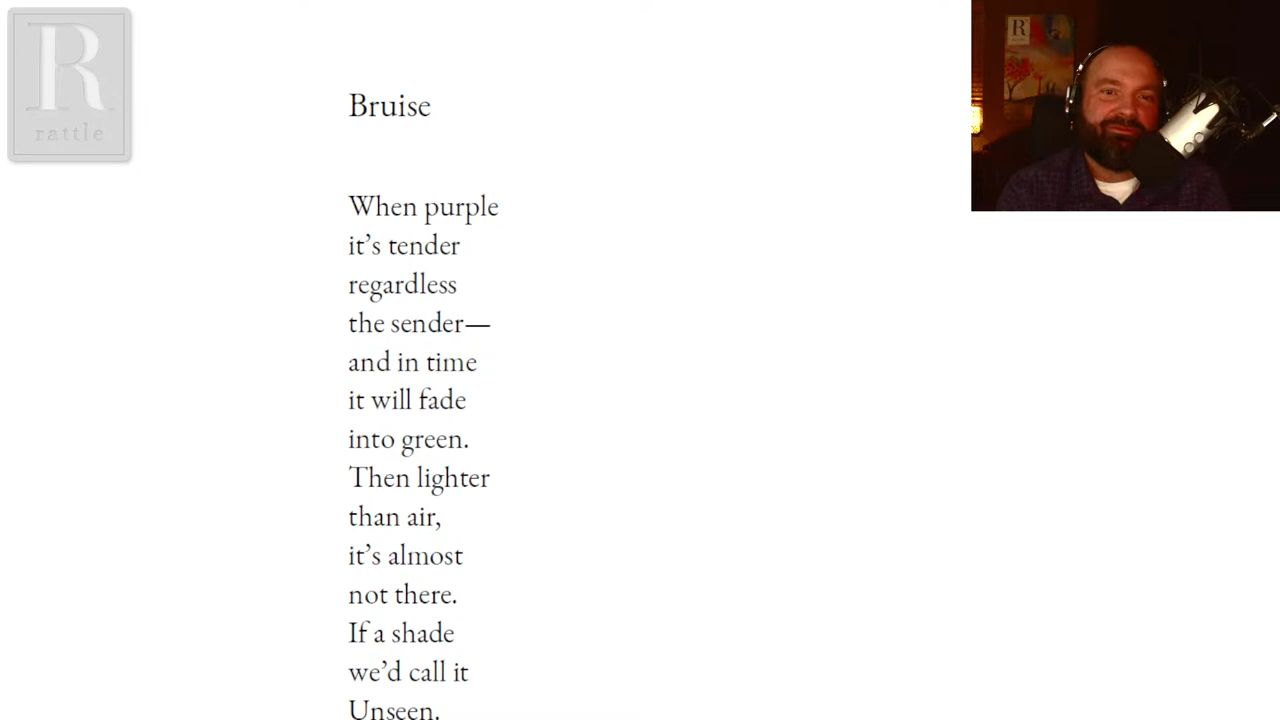 R
rattle
R
Bruise
When purple
it’s tender
regardless
the sender—
and in time
it will fade
into green.
Then lighter
than air,
it’s almost
not there.
If a shade
we’d call it
Unseen.